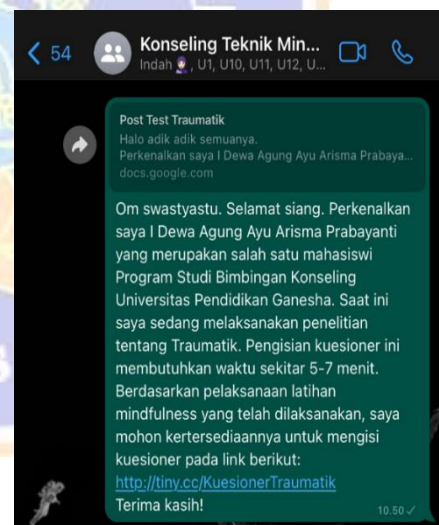 54
Konseling Teknik Min...
Indah, U1, U10, U11, U12, U...
Post Test Traumatik
Halo adik adik semuanya.
Perkenalkan saya I Dewa Agung Ayu Arisma Prabaya...
docs.google.com
Om swastyastu. Selamat siang. Perkenalkan
saya I Dewa Agung Ayu Arisma Prabayanti
yang merupakan salah satu mahasiswi
Program Studi Bimbingan Konseling
Universitas Pendidikan Ganesha. Saat ini
saya sedang melaksanakan penelitian
tentang Traumatik. Pengisian kuesioner ini
membutuhkan waktu sekitar 5-7 menit.
Berdasarkan pelaksanaan latihan
mindfulness yang telah dilaksanakan, saya
mohon kertersediaannya untuk mengisi
kuesioner pada link berikut:
http://tiny.cc/KuesionerTraumatik
Terima kasih!
10.50